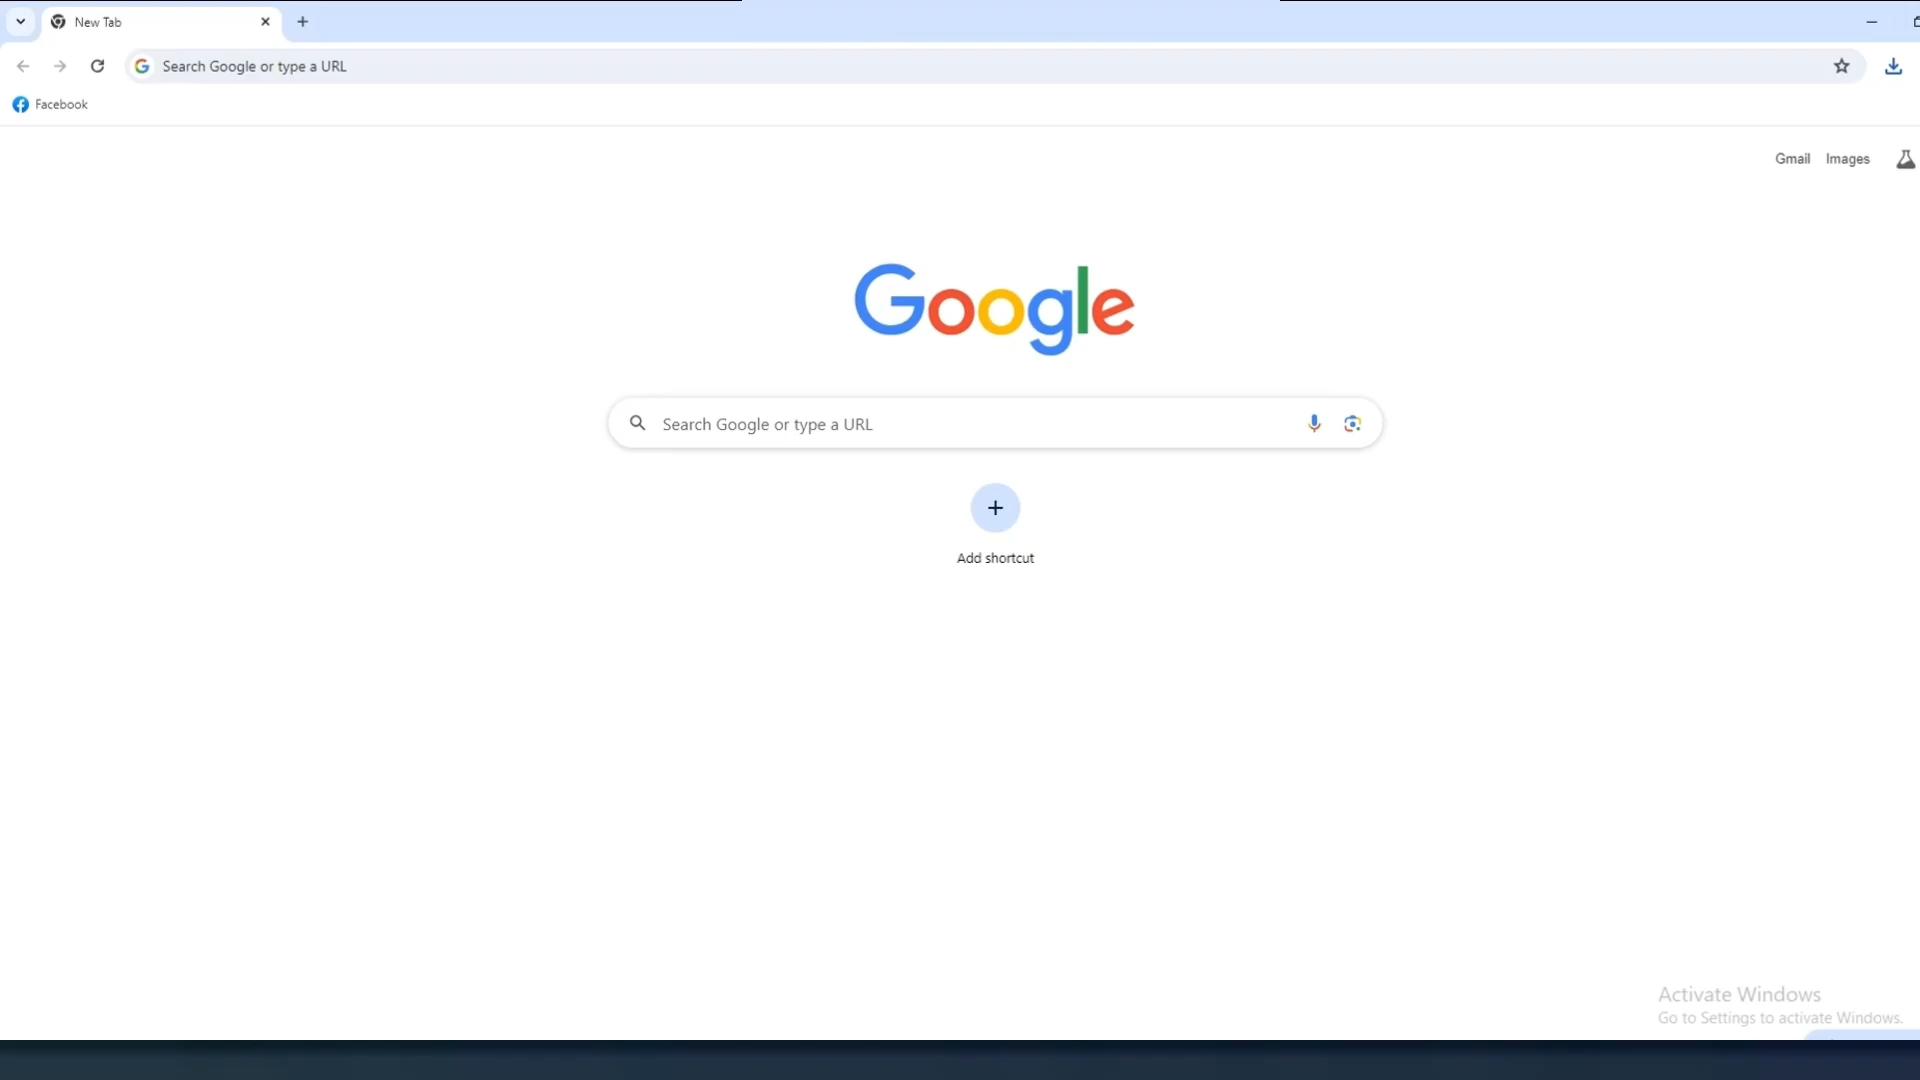 New Tab
Search Google or type a URL
Facebook
Gmail Images
Google
Search Google or type a URL
Add shortcut
Activate Windows
Go to Settings to activate Windows.